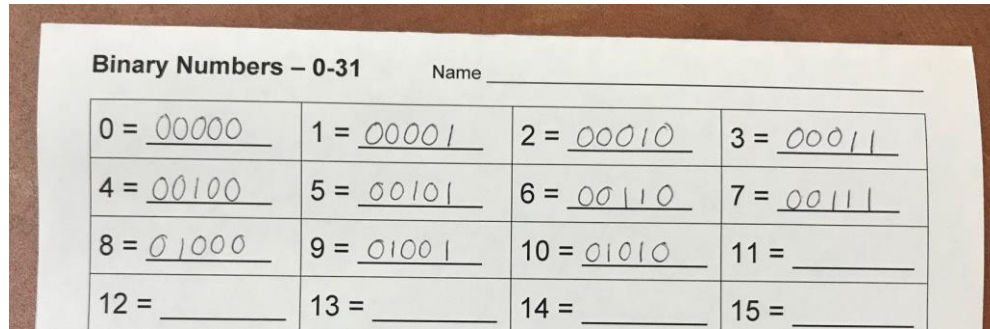 Binary Numbers – 0-31 Name
0 = 00000 1 = 00001 2 = 00010 3 = 00011
4 = 00100 5 = 00101 6 = 00110 7 = 00111
8 = 01000 9 = 01001 10 = 01010 11 =
12 = 13 = 14 = 15 =